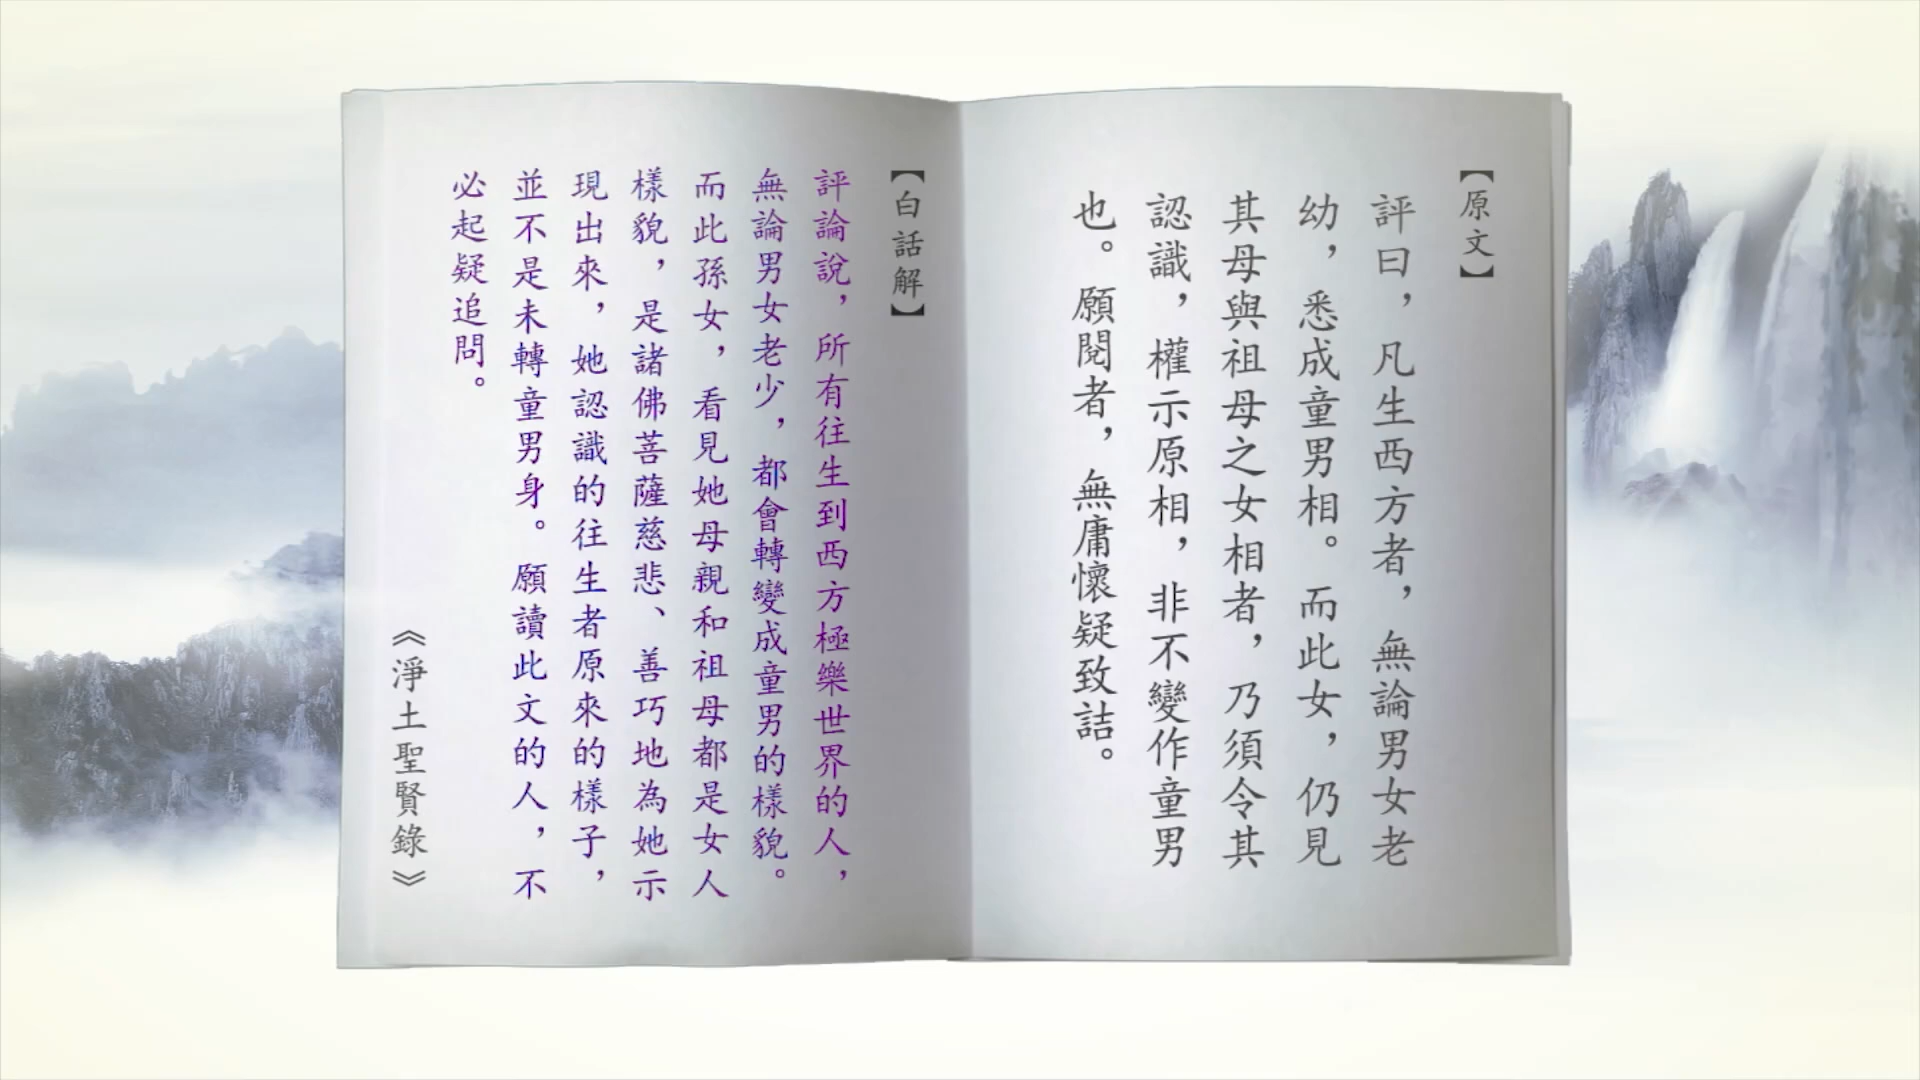 【原文】
評曰，凡生西方者，無論男女老
幼，悉成童男相。而此女，仍見
其母與祖母之女相者，乃須令其
認識，權示原相，非不變作童男
也。願閱者，無庸懷疑致詰。
【白話解】
評論說，所有往生到西方極樂世界的人，
無論男女老少，都會轉變成童男的樣貌。
而此孫女，看見她母親和祖母都是女人
樣貌，是諸佛菩薩慈悲、善巧地為她示
現出來，她認識的往生者原來的樣子，
並不是未轉童男身。願讀此文的人，不
必起疑追問。
《淨土聖賢錄》